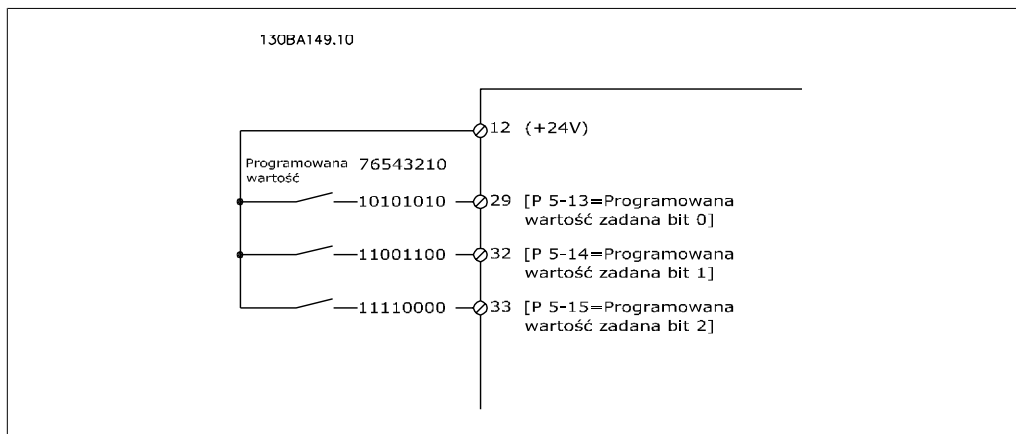 130BA149.10
12 (+24V)
Programowana 76543210
wartość
10101010 29 [P 5-13=Programowana
wartość zadana bit 0]
11001100 32 [P 5-14=Programowana
wartość zadana bit 1]
11110000 33 [P 5-15=Programowana
wartość zadana bit 2]